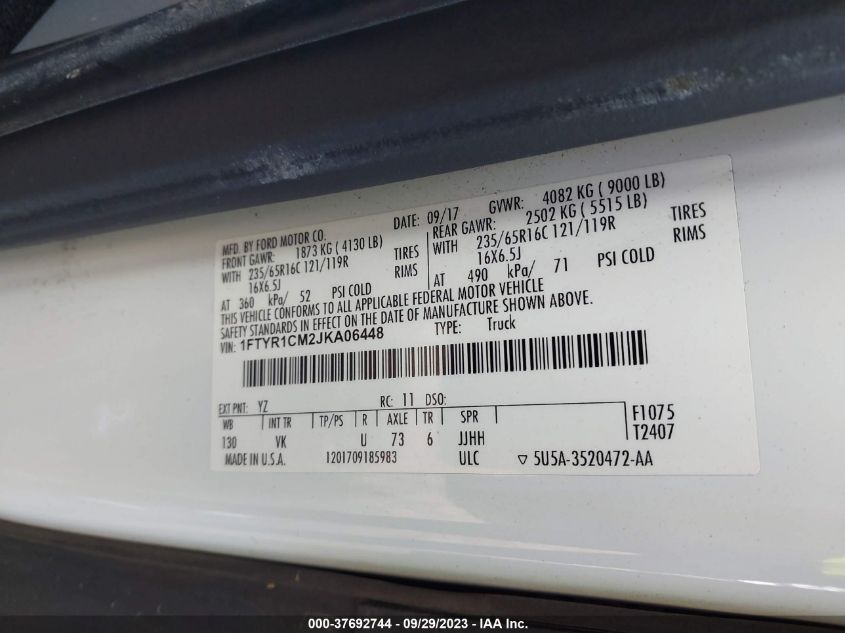 MFD. BY FORD MOTOR CO.
DATE: 09/17 GVWR: 4082 KG ( 9000 LB)
FRONT GAWR: 1873 KG ( 4130 LB)
REAR GAWR: 2502 KG ( 5515 LB)
WITH 235/65R16C 121/119R TIRES
WITH 235/65R16C 121/119R TIRES
16X6.5J RIMS
16X6.5J RIMS
AT 360 kPa/ 52 PSI COLD
AT 490 kPa/ 71 PSI COLD
THIS VEHICLE CONFORMS TO ALL APPLICABLE FEDERAL MOTOR VEHICLE
SAFETY STANDARDS IN EFFECT ON THE DATE OF MANUFACTURE SHOWN ABOVE.
VIN: 1FTYR1CM2JKA06448
TYPE: Truck
EXT PNT: YZ RC: 11 DSO:
WB INT TR TP/PS R AXLE TR SPR F1075
130 VK U 73 6 JJHH T2407
MADE IN U.S.A. 1201709185983 ULC ▽ 5U5A-3520472-AA
000-37692744 - 09/29/2023 - IAA Inc.